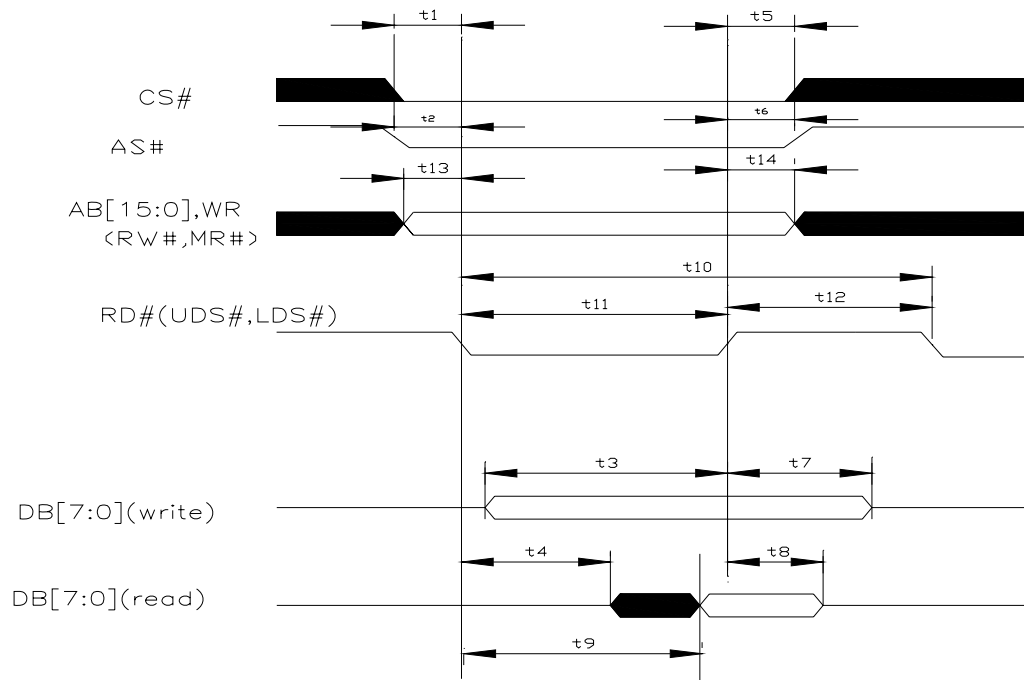 t1
t5
CS#
t2
t6
AS#
t13
t14
AB[15:0],WR
(RW#,MR#)
t10
t11
t12
RD#(UDS#,LDS#)
t3
t7
DB[7:0](write)
t4
t8
DB[7:0](read)
t9